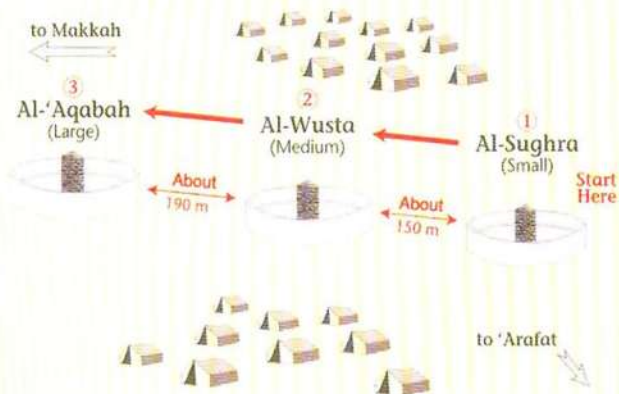 to Makkah
③
Al-‘Aqabah
(Large)
②
Al-Wusta
(Medium)
①
Al-Sughra
(Small)
Start
Here
About
190 m
About
150 m
to ‘Arafat